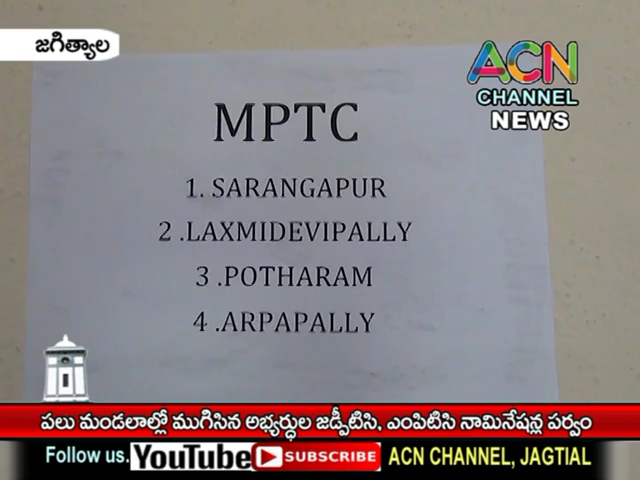 జగిత్యాల
ACN
CHANNEL
NEWS
MPTC
1. SARANGAPUR
2 .LAXMIDEVIPALLY
3 .POTHARAM
4 .ARPAPALLY
పలు మండలాల్లో ముగిసిన అభ్యర్ధుల జడ్పీటిసి, ఎంపిటిసి నామినేషన్ల పర్వం
Follow us. YouTube SUBSCRIBE ACN CHANNEL, JAGTIAL